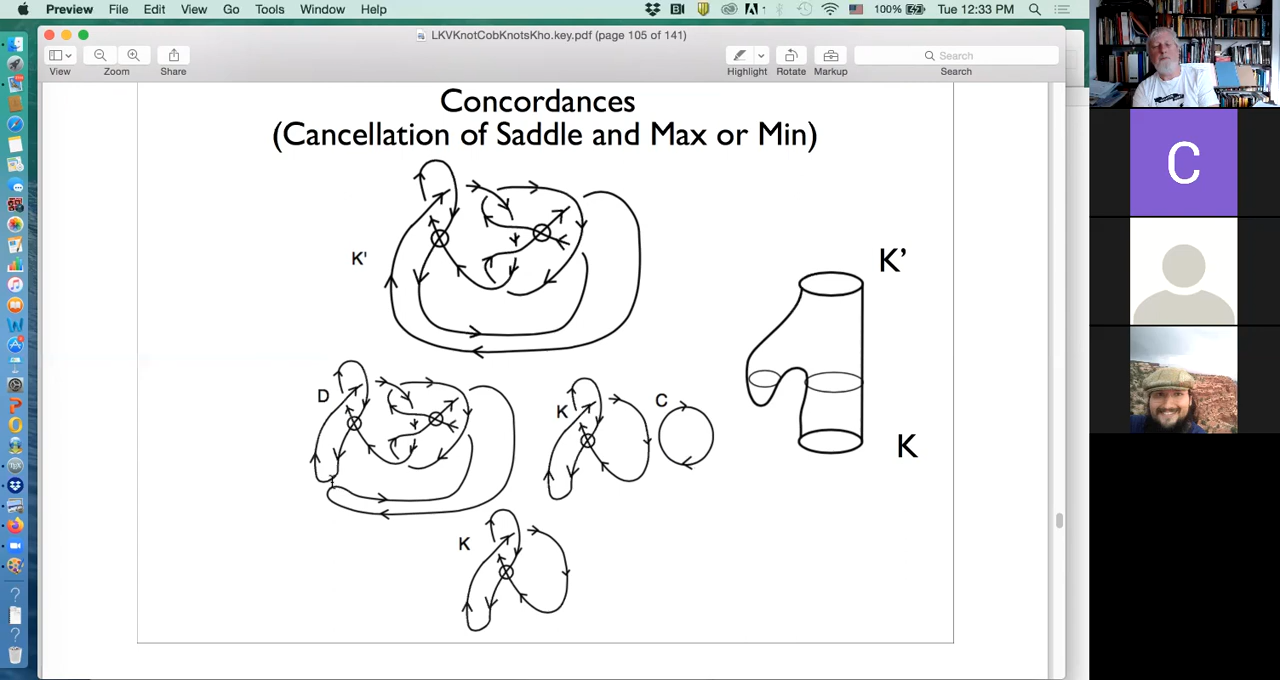 Preview File Edit View Go Tools Window Help 100% Tue 12:33 PM
LKVKnotCobKnotsKho.key.pdf (page 105 of 141)
View Zoom Share Highlight Rotate Markup Search
Search
Concordances
(Cancellation of Saddle and Max or Min)
K'
K'
D
K
C
K
K
C